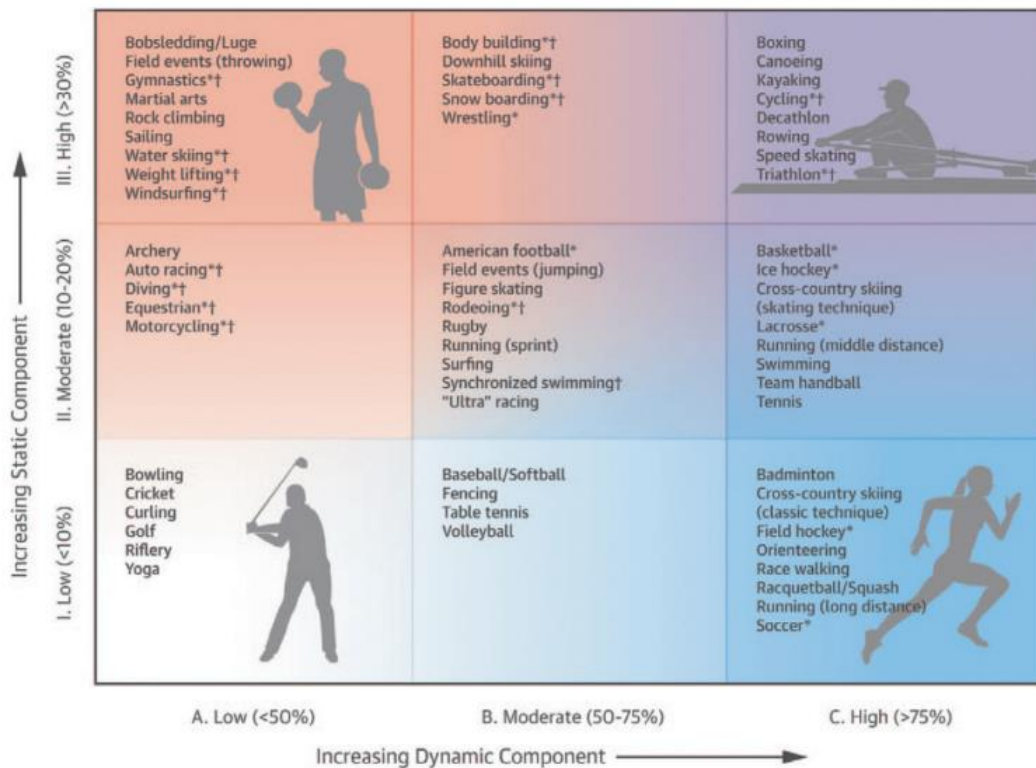 III. High (>30%)
Bobsledding/Luge
Field events (throwing)
Gymnastics*†
Martial arts
Rock climbing
Sailing
Water skiing*†
Weight lifting*†
Windsurfing*†
Body building*†
Downhill skiing
Skateboarding*†
Snow boarding*†
Wrestling*
Boxing
Canoeing
Kayaking
Cycling*†
Decathlon
Rowing
Speed skating
Triathlon*†
Increasing Static Component
II. Moderate (10-20%)
Archery
Auto racing*†
Diving*†
Equestrian*†
Motorcycling*†
American football*
Field events (jumping)
Figure skating
Rodeoing*†
Rugby
Running (sprint)
Surfing
Synchronized swimming†
"Ultra" racing
Basketball*
Ice hockey*
Cross-country skiing
(skating technique)
Lacrosse*
Running (middle distance)
Swimming
Team handball
Tennis
I. Low (<10%)
Bowling
Cricket
Curling
Golf
Riflery
Yoga
Baseball/Softball
Fencing
Table tennis
Volleyball
Badminton
Cross-country skiing
(classic technique)
Field hockey*
Orienteering
Race walking
Racquetball/Squash
Running (long distance)
Soccer*
A. Low (<50%)
B. Moderate (50-75%)
C. High (>75%)
Increasing Dynamic Component